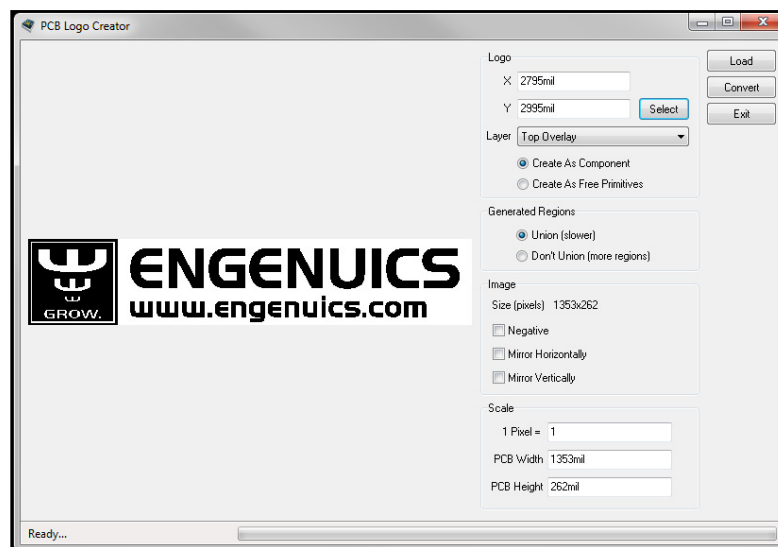 PCB Logo Creator
ENGENUICS
www.engenuics.com
GROW.
Logo
X 2795mil
Y 2995mil Select
Layer Top Overlay
Create As Component
Create As Free Primitives
Generated Regions
Union (slower)
Don't Union (more regions)
Image
Size (pixels) 1353x262
Negative
Mirror Horizontally
Mirror Vertically
Scale
1 Pixel = 1
PCB Width 1353mil
PCB Height 262mil
Load
Convert
Exit
Ready...